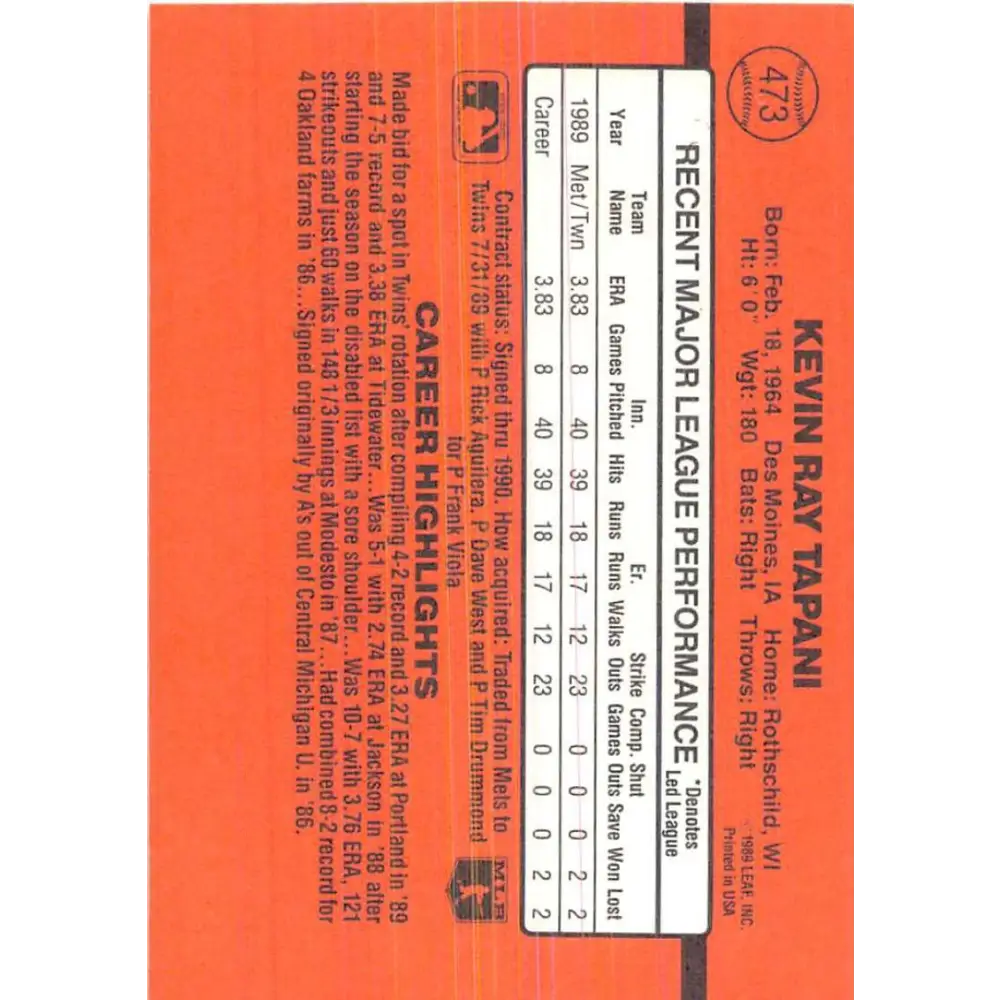 473
KEVIN RAY TAPANI
Born: Feb. 18, 1964 Des Moines, IA Home: Rothschild, WI
Ht: 6'0" Wgt: 180 Bats: Right Throws: Right
© 1989 LEAF, INC.
Printed in USA
RECENT MAJOR LEAGUE PERFORMANCE
*Denotes
Led League
Team Inn. Er. Strike Comp. Shut
Year Name ERA Games Pitched Hits Runs Runs Walks Outs Games Outs Save Won Lost
1989 Met/Twn 3.83 8 40 39 18 17 12 23 0 0 0 2 2
Career 3.83 8 40 39 18 17 12 23 0 0 0 2 2
Contract status: Signed thru 1990. How acquired: Traded from Mets to
Twins 7/31/89 with P Rick Aguilera, P Dave West and P Tim Drummond
for P Frank Viola
MLB
CAREER HIGHLIGHTS
Made bid for a spot in Twins' rotation after compiling 4-2 record and 3.27 ERA at Portland in '89
and 7-5 record and 3.38 ERA at Tidewater...Was 5-1 with 2.74 ERA at Jackson in '88 after
starting the season on the disabled list with a sore shoulder...Was 10-7 with 3.76 ERA, 121
strikeouts and just 60 walks in 148 1/3 innings at Modesto in '87...Had combined 8-2 record for
4 Oakland farms in '86...Signed originally by A's out of Central Michigan U. in '86.